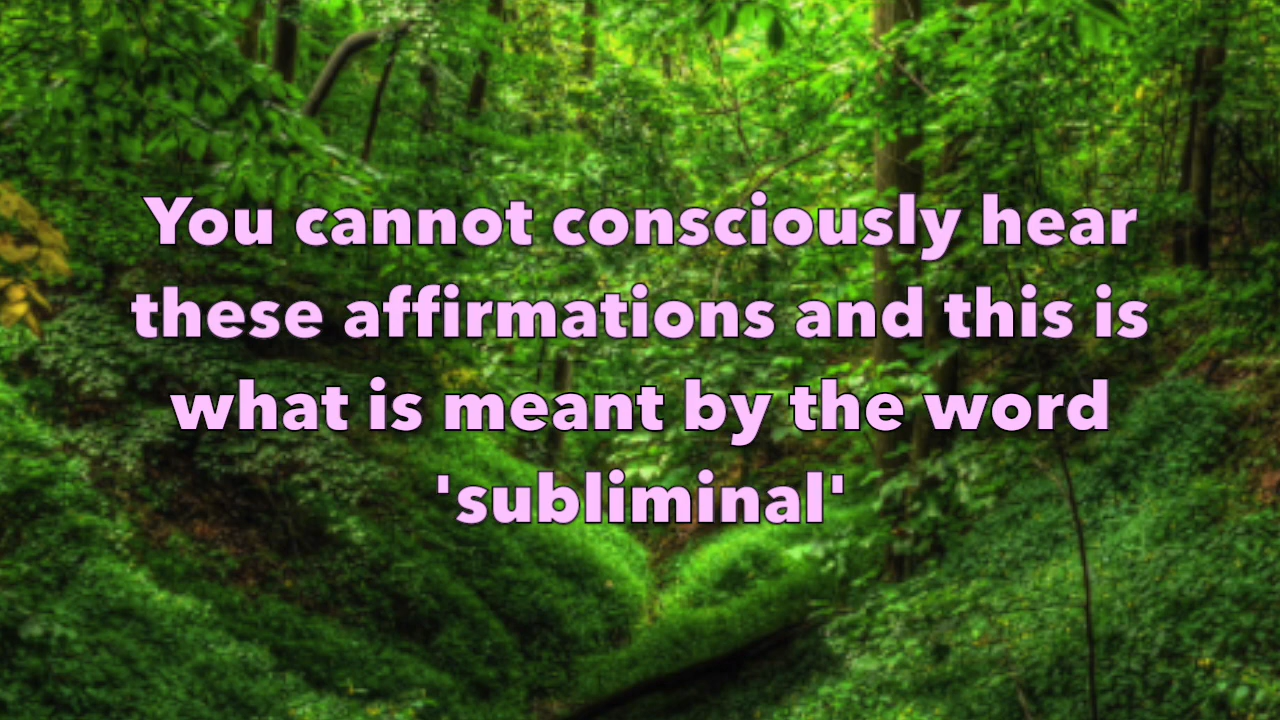 You cannot consciously hear
these affirmations and this is
what is meant by the word
'subliminal'